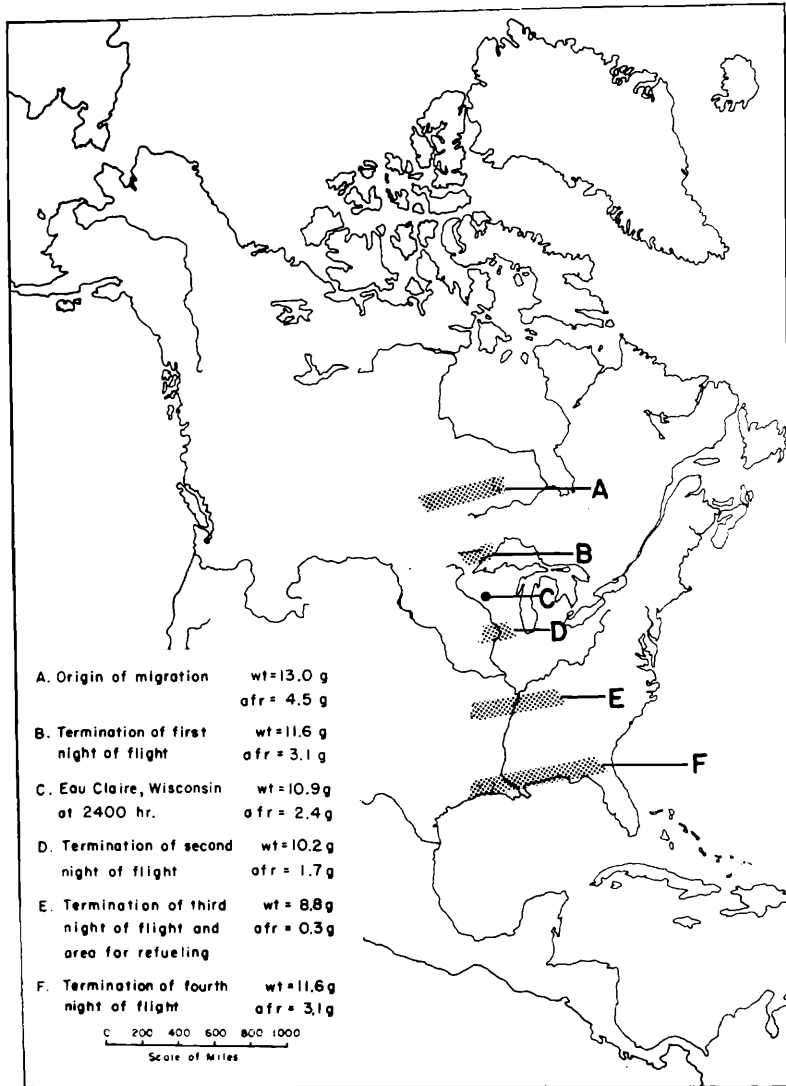 A
B
C
D
E
F
A. Origin of migration wt=13.0 g
afr = 4.5 g
B. Termination of first wt=11.6 g
night of flight afr = 3.1 g
C. Eau Claire, Wisconsin wt=10.9g
at 2400 hr. afr = 2.4g
D. Termination of second wt=10.2 g
night of flight afr = 1.7g
E. Termination of third wt= 8.8g
night of flight and afr = 0.3g
area for refueling
F. Termination of fourth wt=11.6g
night of flight afr = 3.1g
0 200 400 600 800 1000
Scale of Miles